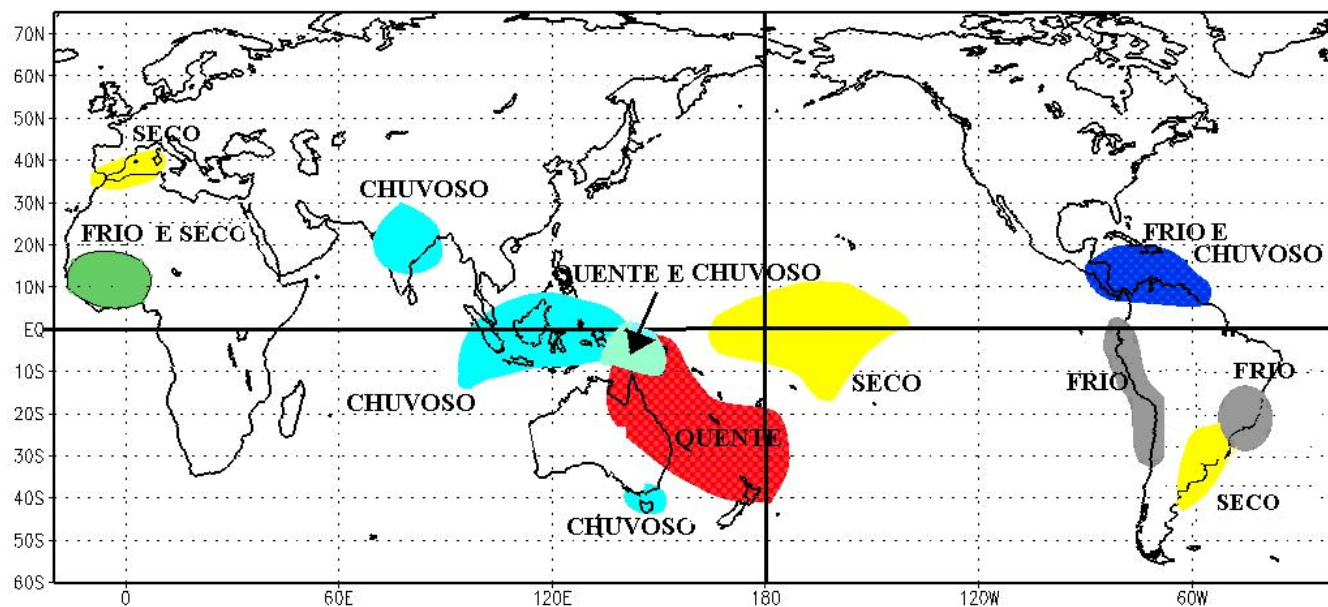 70N
60N
50N
SECO
40N
CHUVOSO
30N
FRIO E SECO
FRIO E
CHUVOSO
20N
QUENTE E CHUVOSO
10N
EQ
10S
CHUVOSO
SECO
FRIO
FRIO
20S
QUENTE
30S
40S
CHUVOSO
SECO
50S
60S
0
60E
120E
180
120W
60W